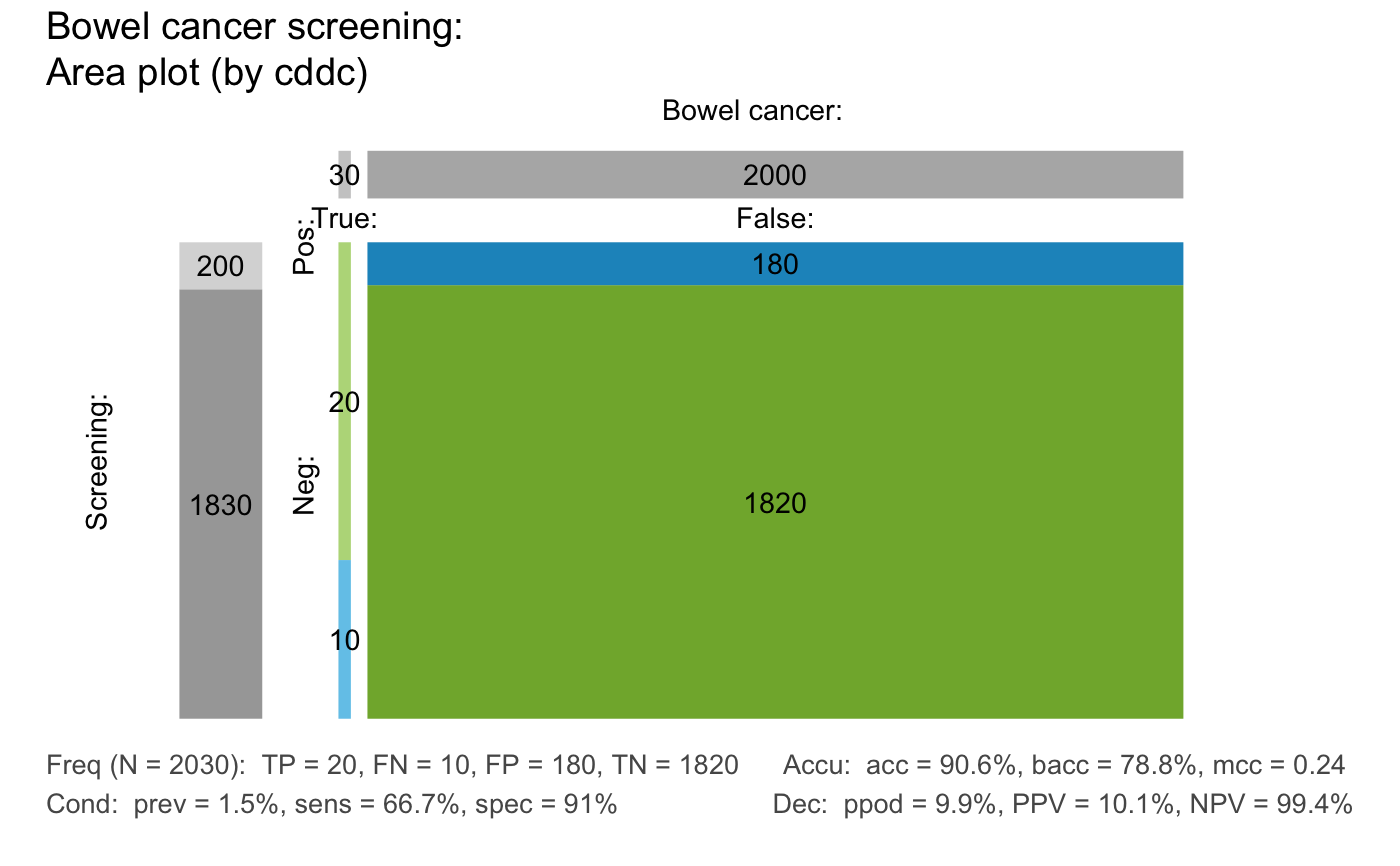 Bowel cancer screening:
Area plot (by cddc)
Bowel cancer:
30
2000
True:
False:
Pos:
200
180
20
Screening:
Neg:
1830
1820
10
Freq (N = 2030):  TP = 20, FN = 10, FP = 180, TN = 1820
Accu:  acc = 90.6%, bacc = 78.8%, mcc = 0.24
Cond:  prev = 1.5%, sens = 66.7%, spec = 91%
Dec:  ppod = 9.9%, PPV = 10.1%, NPV = 99.4%